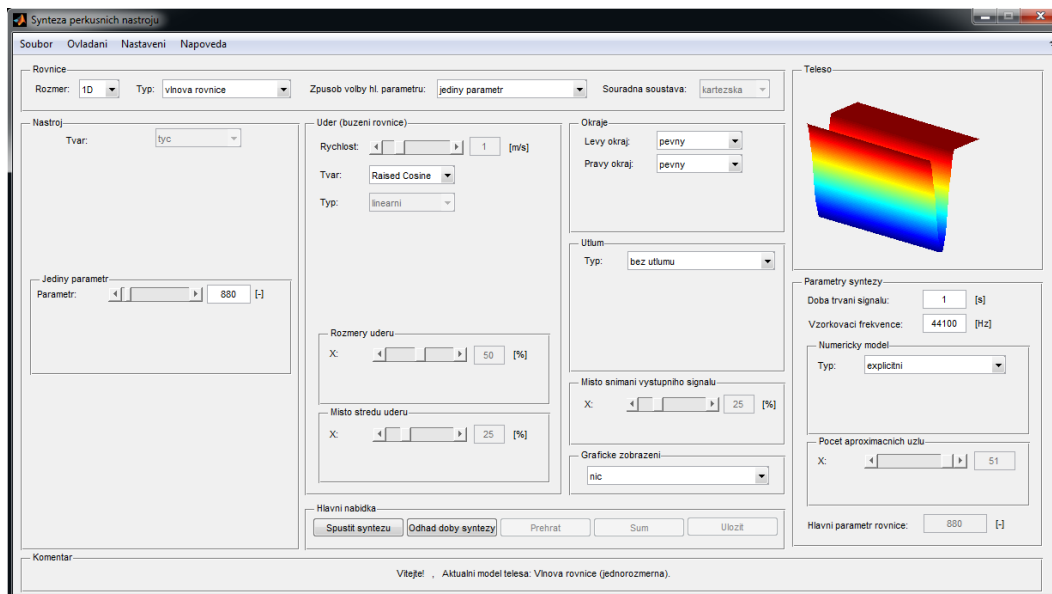 Synteza perkusnich nastroju
Soubor Ovladani Nastaveni Napoveda
Rovnice
Rozmer: 1D Typ: vlnova rovnice Zpusob volby hl. parametru: jediny parametr Souradna soustava: kartezska
Nastroj
Tvar: tyc
Jediny parametr
Parametr: 880 [-]
Uder (buzeni rovnice)
Rychlost: 1 [m/s]
Tvar: Raised Cosine
Typ: linearni
Rozmery uderu
X: 50 [%]
Misto stredu uderu
X: 25 [%]
Okraje
Levy okraj: pevny
Pravy okraj: pevny
Utlum
Typ: bez utlumu
Misto snimani vystupniho signalu
X: 25 [%]
Graficke zobrazeni
nic
Hlavni nabidka
Spustit syntezu Odhad doby syntezy Prehrat Sum Ulozit
Teleso
Parametry syntezy
Doba trvani signalu: 1 [s]
Vzorkovaci frekvence: 44100 [Hz]
Numericky model
Typ: explicitni
Pocet aproximacnich uzlu
X: 51
Hlavni parametr rovnice: 880 [-]
Komentar
Vitejte! , Aktualni model telesa: Vlnova rovnice (jednorozmerna).